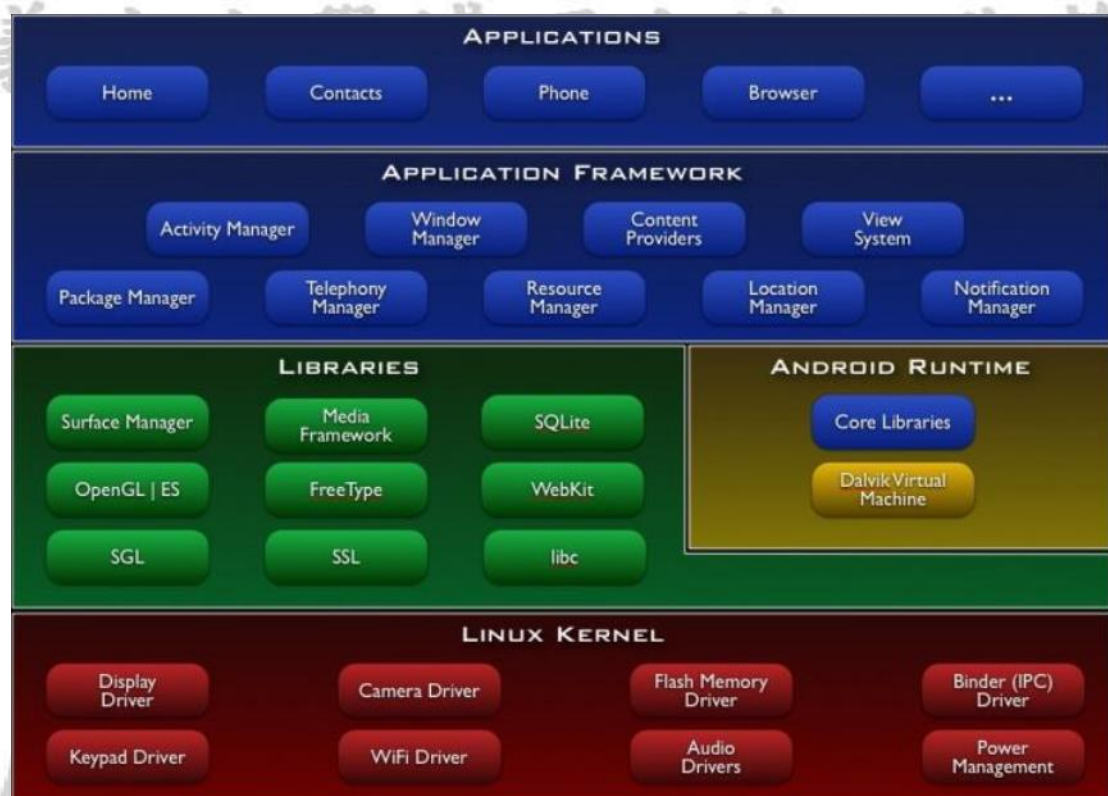 APPLICATIONS
Home Contacts Phone Browser ...
APPLICATION FRAMEWORK
Activity Manager
Window
Manager
Content
Providers
View
System
Package Manager
Telephony
Manager
Resource
Manager
Location
Manager
Notification
Manager
LIBRARIES
Surface Manager
Media
Framework
SQLite
OpenGL | ES
FreeType
WebKit
SGL
SSL
libc
ANDROID RUNTIME
Core Libraries
Dalvik Virtual
Machine
LINUX KERNEL
Display
Driver
Camera Driver
Flash Memory
Driver
Binder (IPC)
Driver
Keypad Driver
WiFi Driver
Audio
Drivers
Power
Management